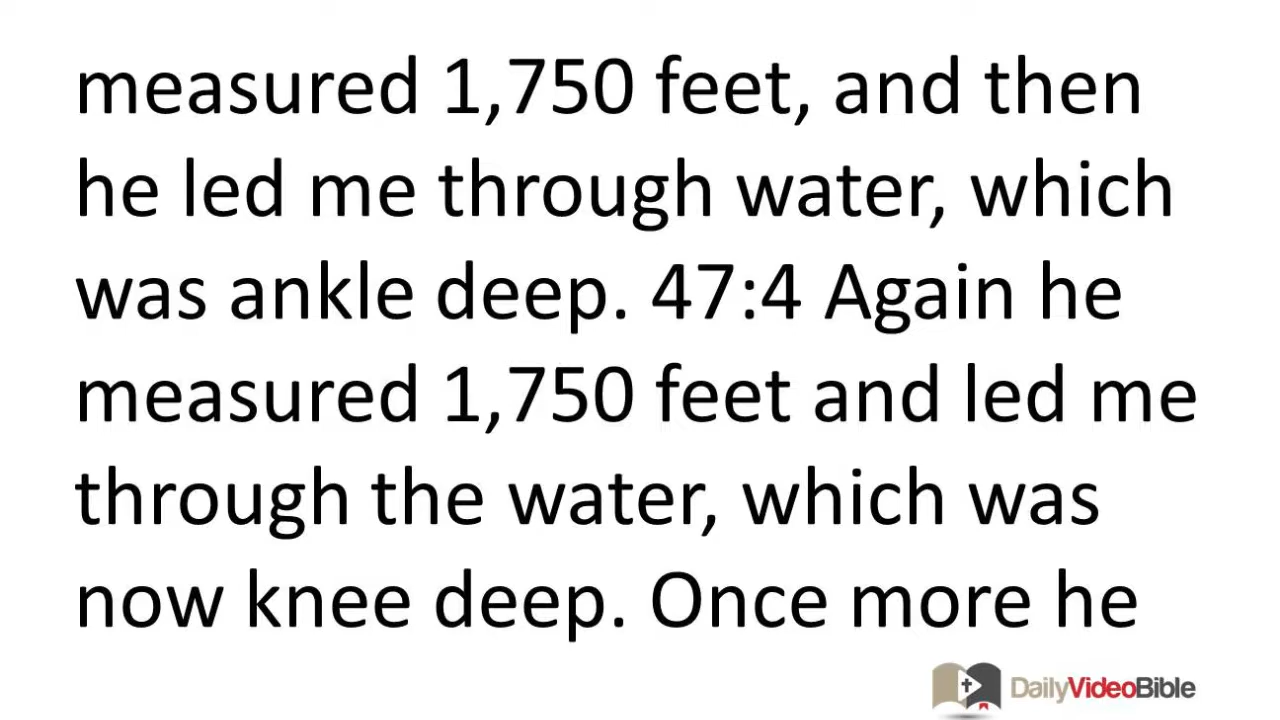 measured 1,750 feet, and then
he led me through water, which
was ankle deep. 47:4 Again he
measured 1,750 feet and led me
through the water, which was
now knee deep. Once more he
DailyVideoBible